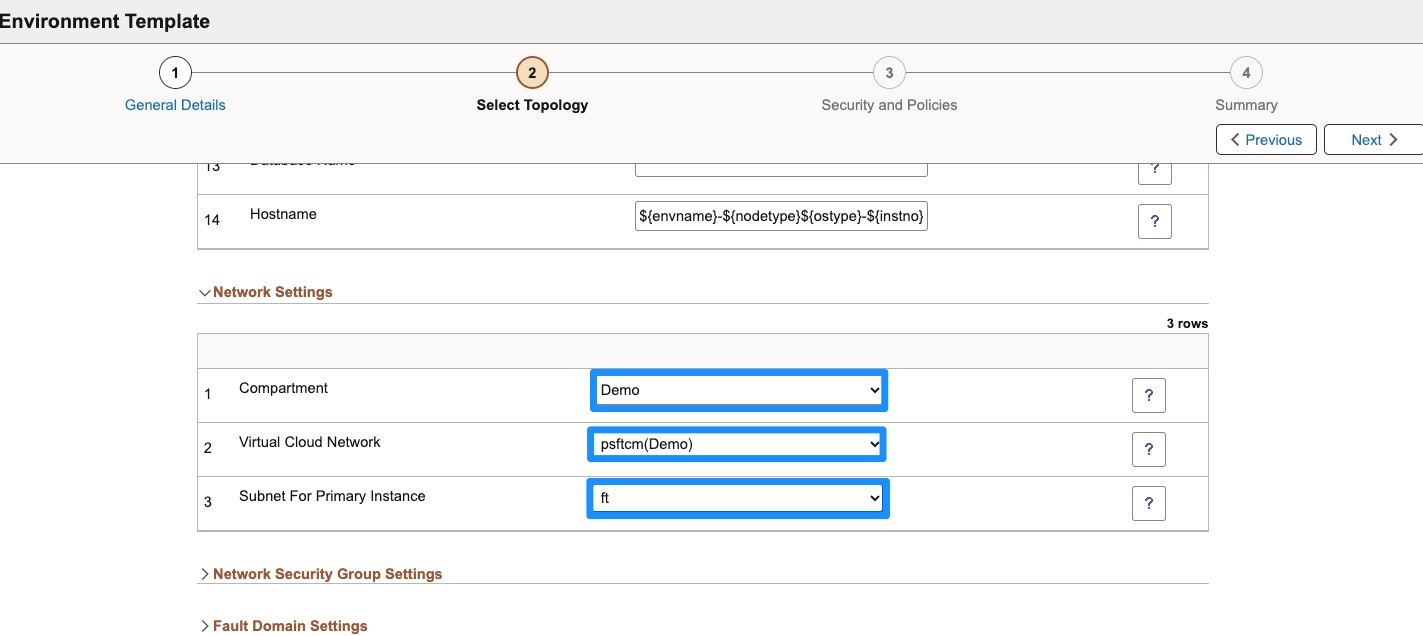 Environment Template
1
2
3
4
General Details
Select Topology
Security and Policies
Summary
Previous
Next
13 Database Name ?
14 Hostname ${envname}-${nodetype}${ostype}-${instno} ?
Network Settings
3 rows
1 Compartment Demo ?
2 Virtual Cloud Network psftcm(Demo) ?
3 Subnet For Primary Instance ft ?
Network Security Group Settings
Fault Domain Settings